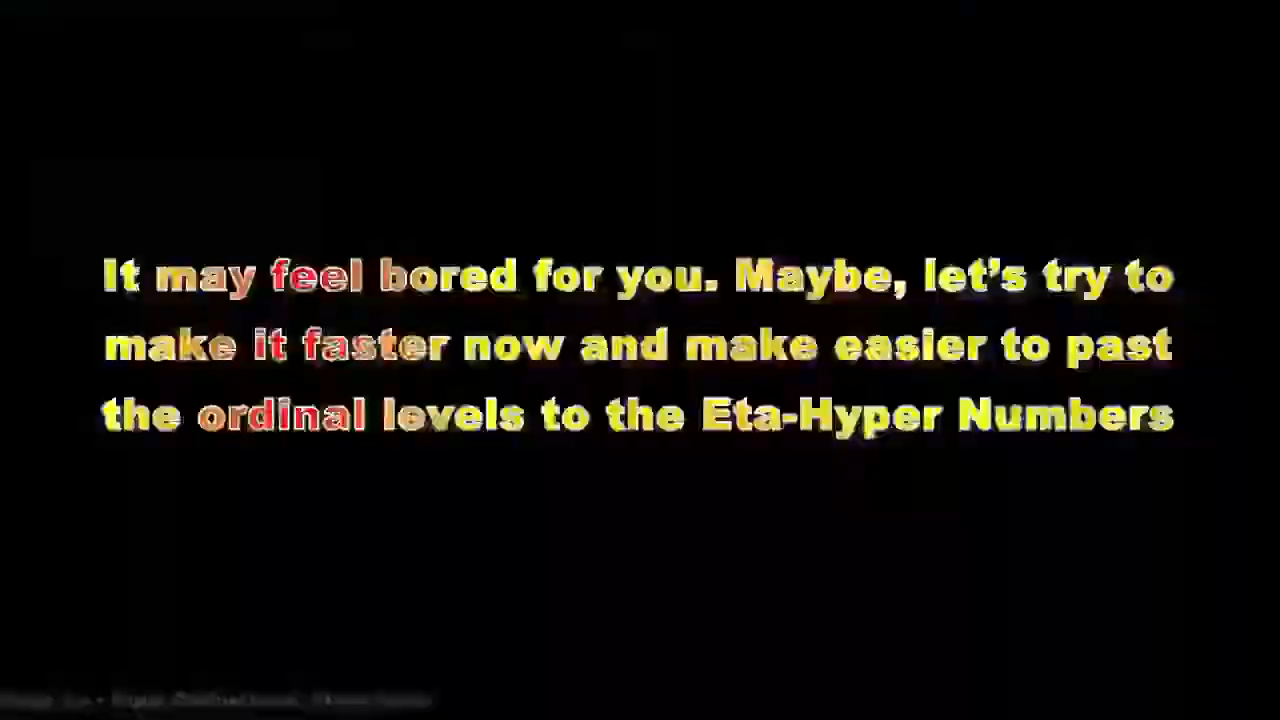 It may feel bored for you. Maybe, let’s try to
make it faster now and make easier to past
the ordinal levels to the Eta-Hyper Numbers